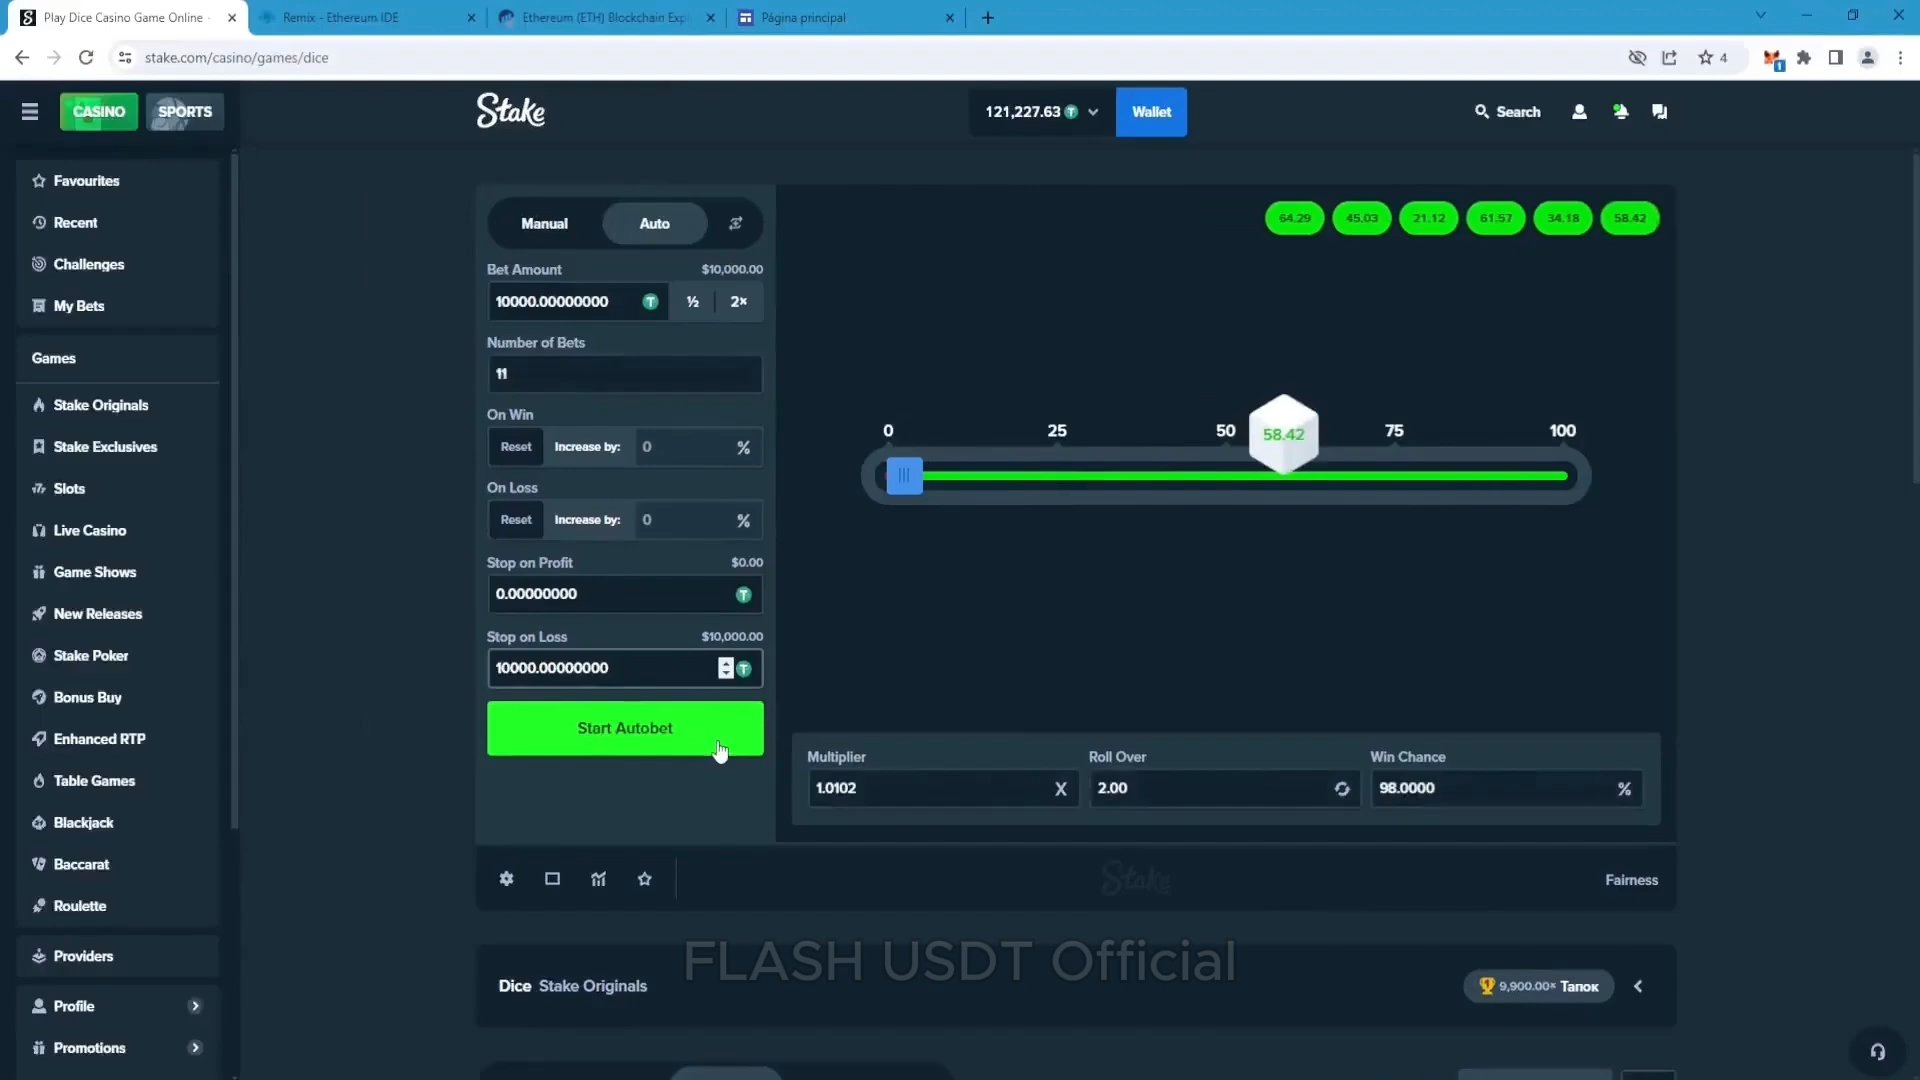 Play Dice Casino Game Online -
Remix - Ethereum IDE
Ethereum (ETH) Blockchain Exp
Página principal
stake.com/casino/games/dice
4
1
CASINO
SPORTS
Stake
121,227.63
Wallet
Search
Favourites
Recent
Challenges
My Bets
Games
Stake Originals
Stake Exclusives
Slots
Live Casino
Game Shows
New Releases
Stake Poker
Bonus Buy
Enhanced RTP
Table Games
Blackjack
Baccarat
Roulette
Providers
Profile
Promotions
Manual
Auto
Bet Amount
$10,000.00
10000.00000000
½
2×
Number of Bets
11
On Win
Reset
Increase by:
0
%
On Loss
Reset
Increase by:
0
%
Stop on Profit
$0.00
0.00000000
Stop on Loss
$10,000.00
10000.00000000
Start Autobet
64.29
45.03
21.12
61.57
34.18
58.42
0
25
50
75
100
58.42
Multiplier
1.0102
X
Roll Over
2.00
Win Chance
98.0000
%
Stake
Fairness
FLASH USDT Official
Dice Stake Originals
9,900.00× Тапок